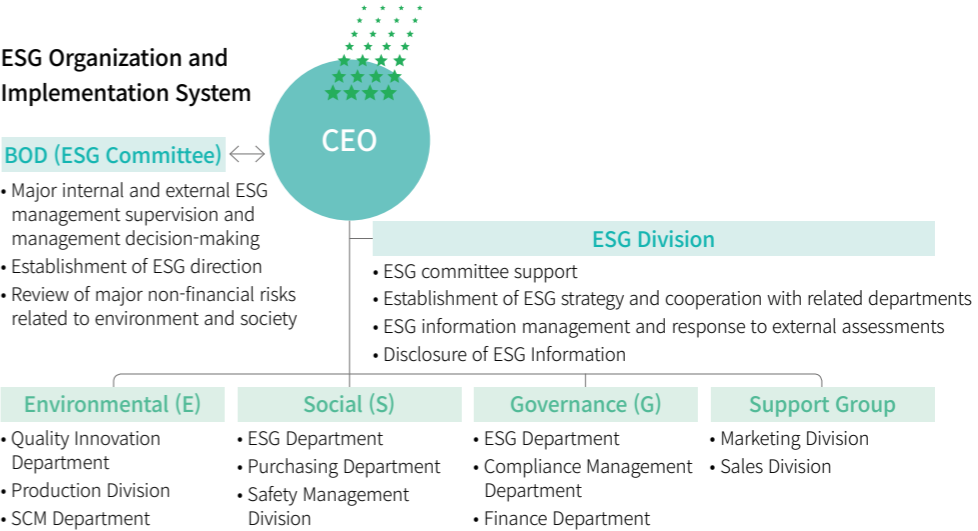 ESG Organization and
Implementation System
CEO
BOD (ESG Committee)
• Major internal and external ESG
management supervision and
management decision-making
• Establishment of ESG direction
• Review of major non-financial risks
related to environment and society
ESG Division
• ESG committee support
• Establishment of ESG strategy and cooperation with related departments
• ESG information management and response to external assessments
• Disclosure of ESG Information
Environmental (E)
• Quality Innovation
Department
• Production Division
• SCM Department
Social (S)
• ESG Department
• Purchasing Department
• Safety Management
Division
Governance (G)
• ESG Department
• Compliance Management
Department
• Finance Department
Support Group
• Marketing Division
• Sales Division